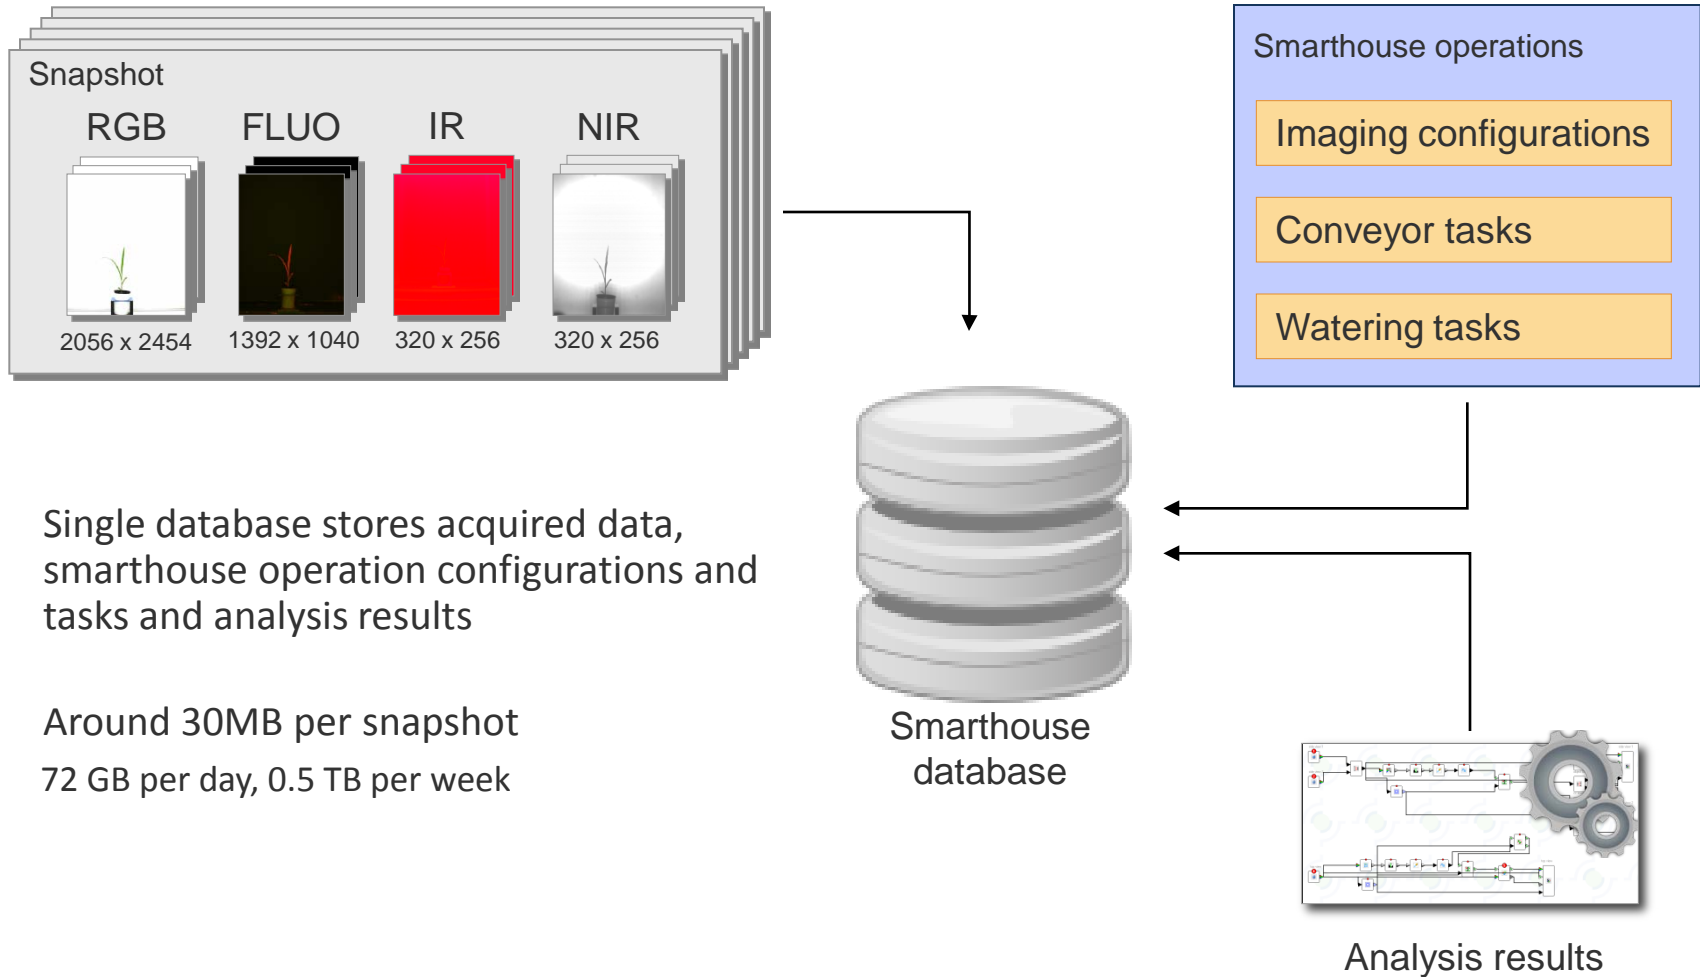 Snapshot
RGB
FLUO
IR
NIR
2056 x 2454
1392 x 1040
320 x 256
320 x 256
Smarthouse operations
Imaging configurations
Conveyor tasks
Watering tasks
Single database stores acquired data,
smarthouse operation configurations and
tasks and analysis results
Around 30MB per snapshot
72 GB per day, 0.5 TB per week
Smarthouse
database
Analysis results